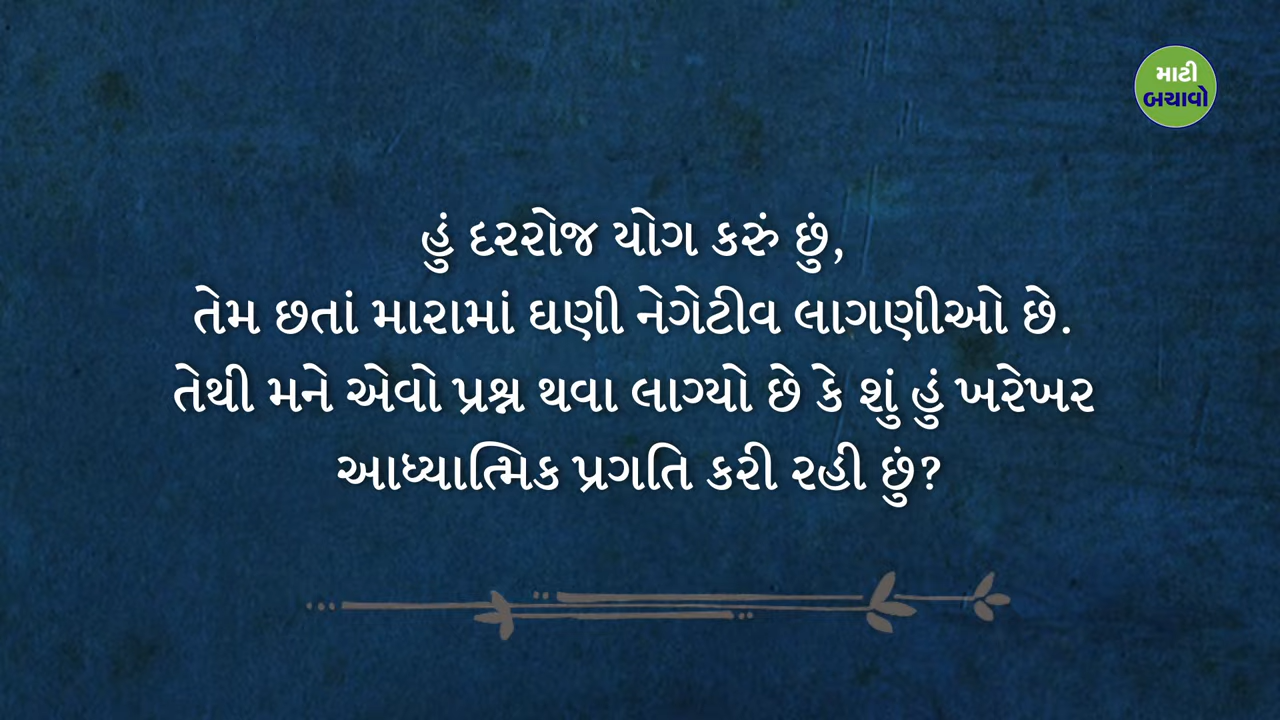 માટી
બચાવો
હું દરરોજ યોગ કરું છું,
તેમ છતાં મારામાં ઘણી નેગેટીવ લાગણીઓ છે.
તેથી મને એવો પ્રશ્ન થવા લાગ્યો છે કે શું હું ખરેખર
આધ્યાત્મિક પ્રગતિ કરી રહી છું?